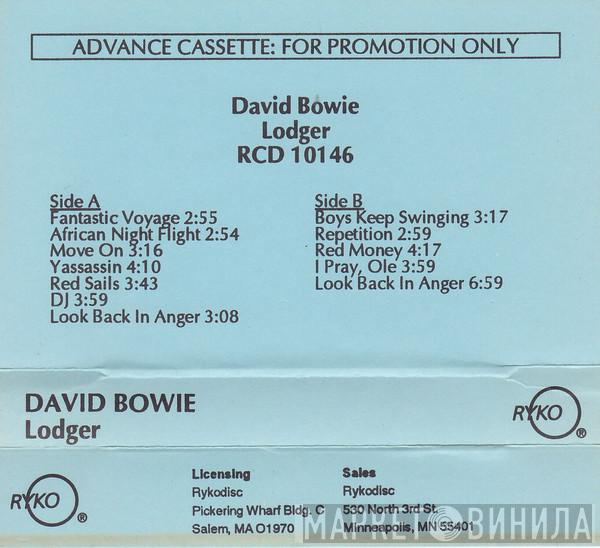 ADVANCE CASSETTE: FOR PROMOTION ONLY
David Bowie
Lodger
RCD 10146
Side A
Fantastic Voyage 2:55
African Night Flight 2:54
Move On 3:16
Yassassin 4:10
Red Sails 3:43
DJ 3:59
Look Back In Anger 3:08
Side B
Boys Keep Swinging 3:17
Repetition 2:59
Red Money 4:17
I Pray, Ole 3:59
Look Back In Anger 6:59
DAVID BOWIE
Lodger
RYKO ®
RYKO ®
Licensing
Rykodisc
Pickering Wharf Bldg. C
Salem, MA O1970
Sales
Rykodisc
530 North 3rd St.
Minneapolis, MN 55401
МАРКЕТ ВИНИЛА